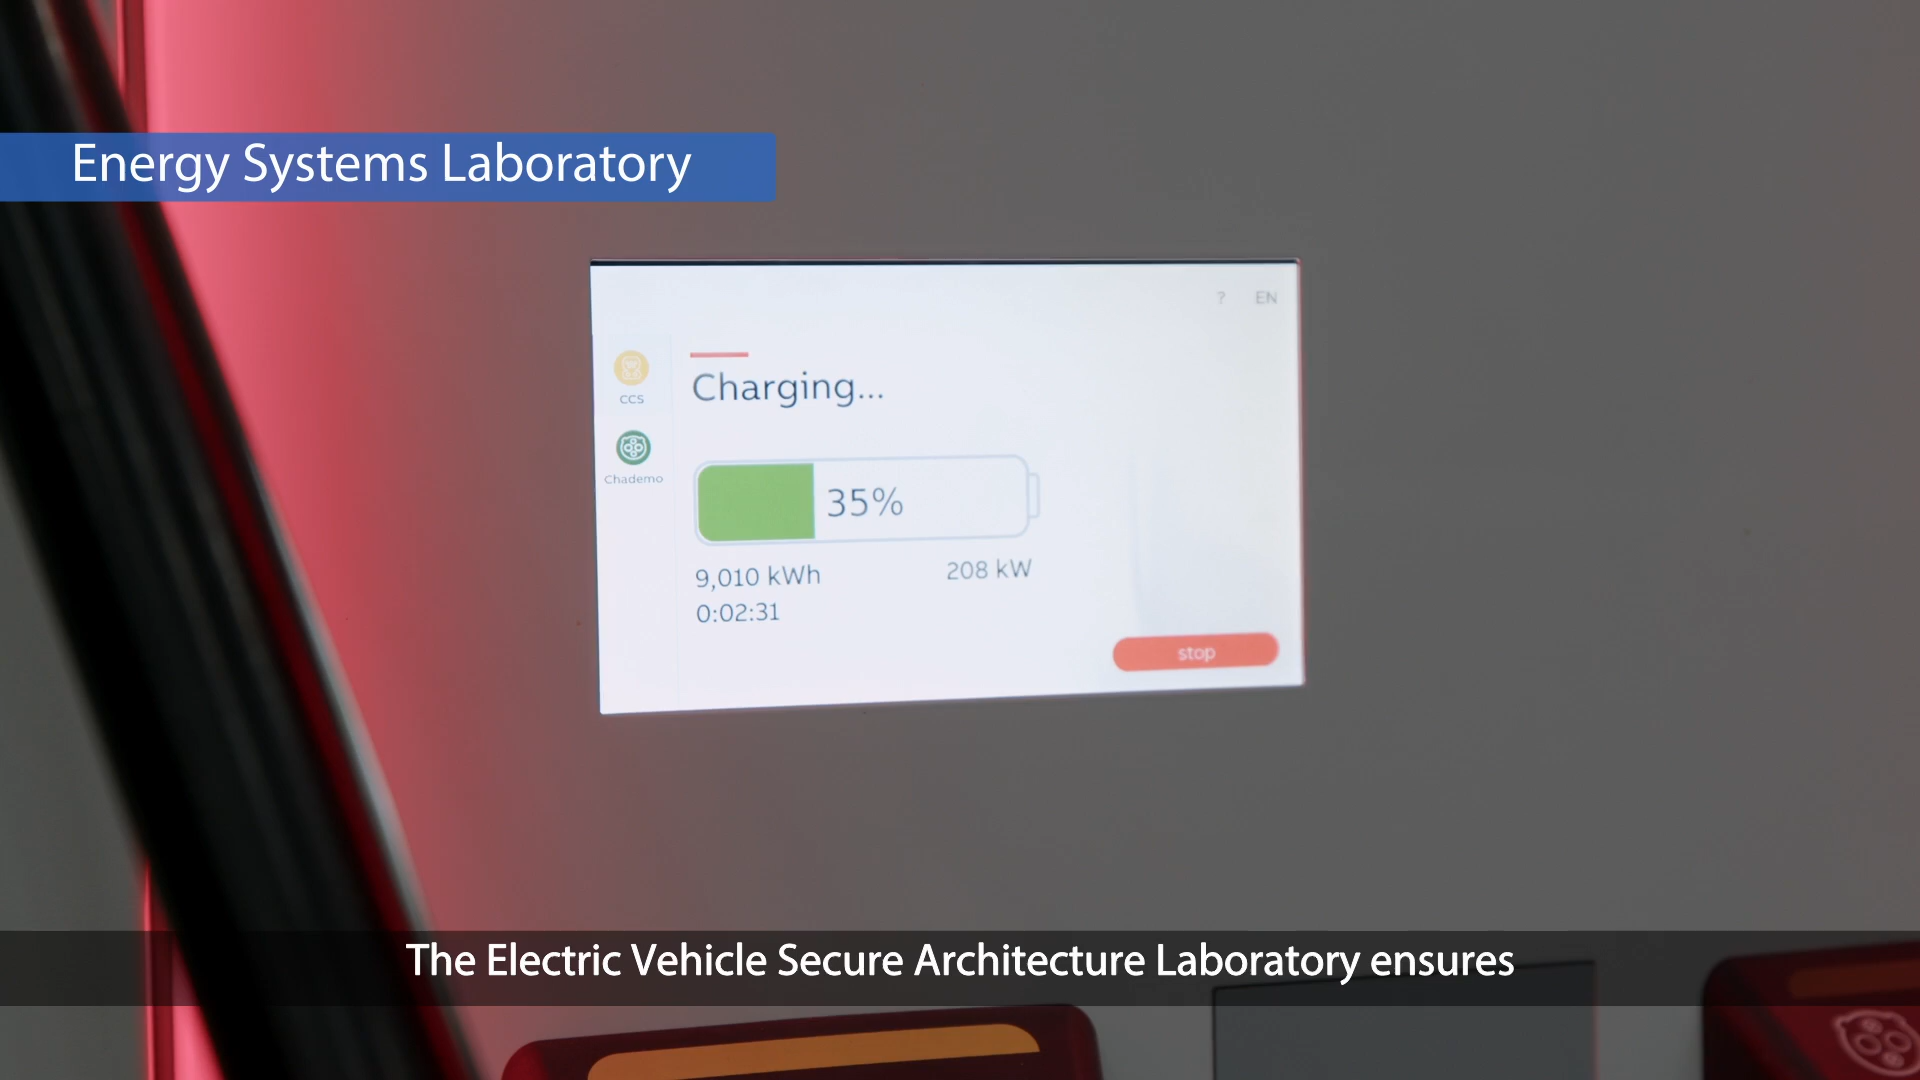 Energy Systems Laboratory
? EN
CCS
Charging...
Chademo
35%
9,010 kWh 208 kW
0:02:31
stop
The Electric Vehicle Secure Architecture Laboratory ensures